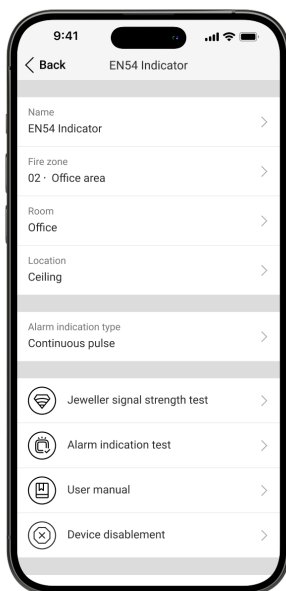 9:41
Back
EN54 Indicator
Name
EN54 Indicator
Fire zone
02 · Office area
Room
Office
Location
Ceiling
Alarm indication type
Continuous pulse
Jeweller signal strength test
Alarm indication test
User manual
Device disablement